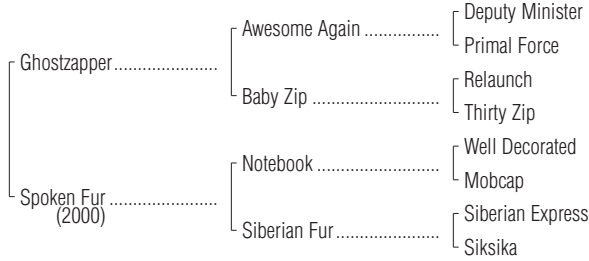 Deputy Minister
Awesome Again ................
Primal Force
Ghostzapper......................
Relaunch
Baby Zip ...........................
Thirty Zip
Well Decorated
Notebook ..........................
Mobcap
Spoken Fur .......................
(2000)
Siberian Express
Siberian Fur......................
Siksika